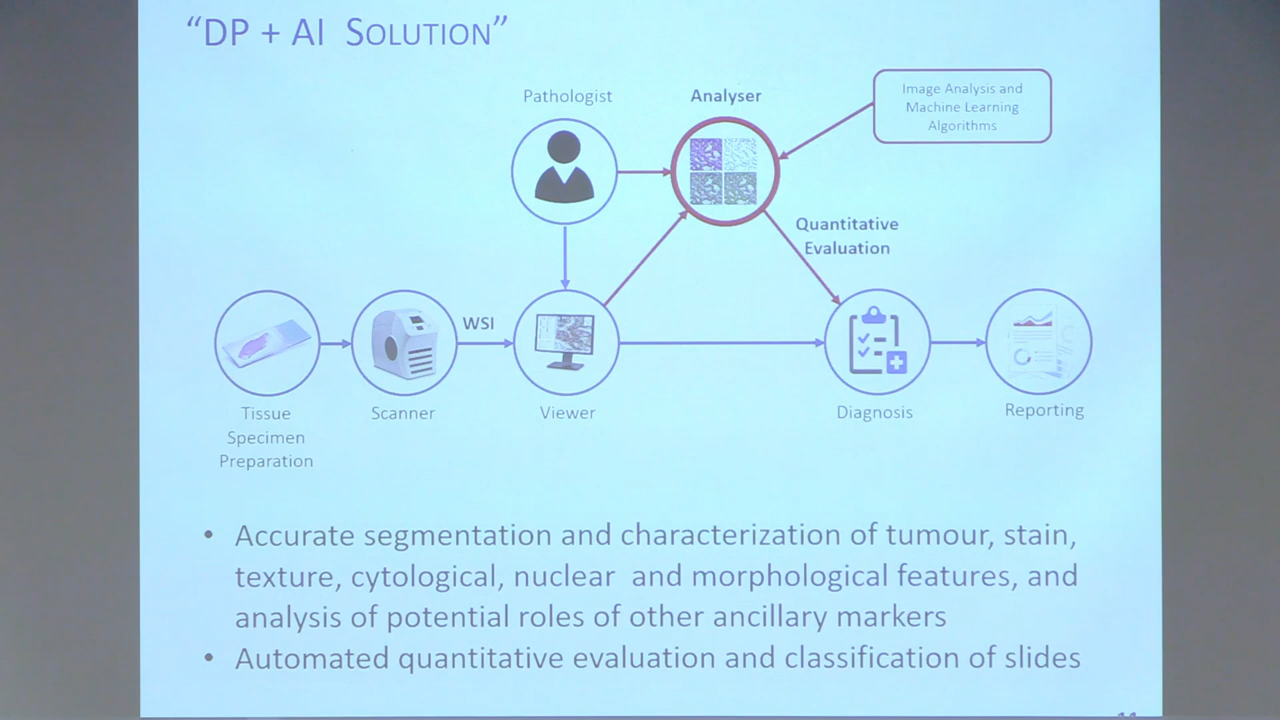 “DP + AI SOLUTION”
Pathologist
Analyser
Image Analysis and
Machine Learning
Algorithms
Quantitative
Evaluation
WSI
Tissue
Specimen
Preparation
Scanner
Viewer
Diagnosis
Reporting
• Accurate segmentation and characterization of tumour, stain,
texture, cytological, nuclear and morphological features, and
analysis of potential roles of other ancillary markers
• Automated quantitative evaluation and classification of slides